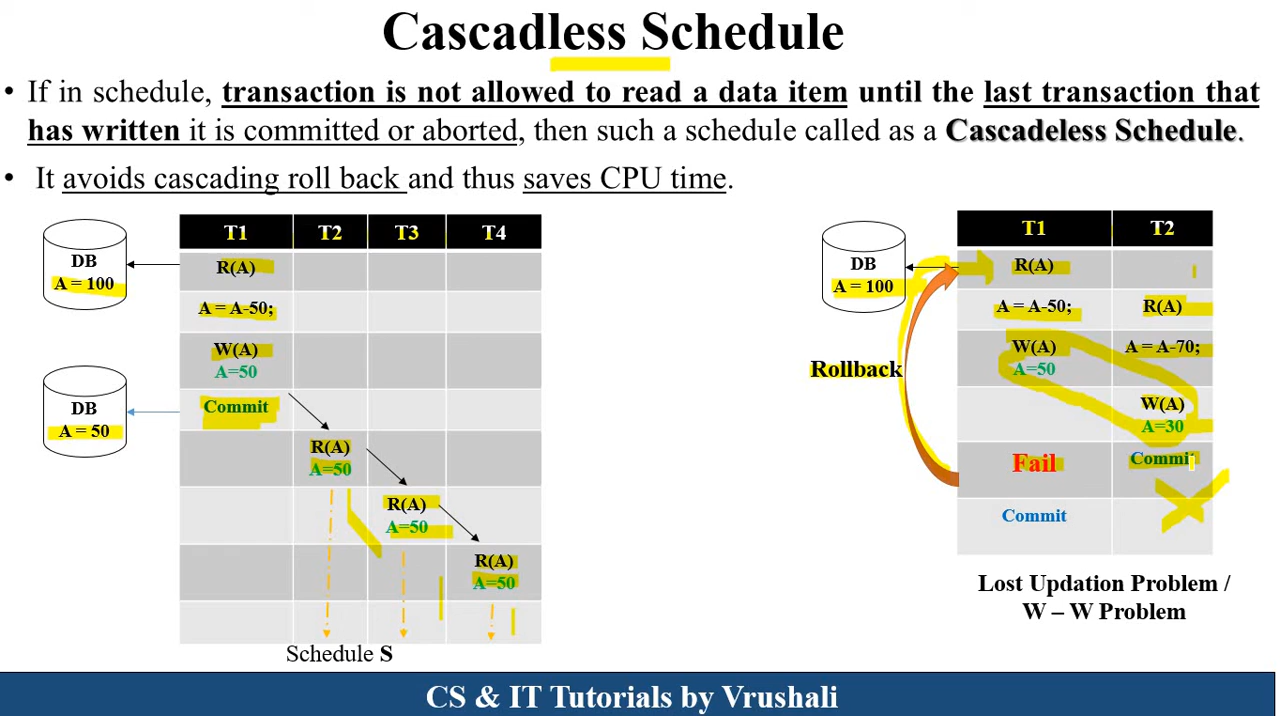 Cascadless Schedule
• If in schedule, transaction is not allowed to read a data item until the last transaction that
has written it is committed or aborted, then such a schedule called as a Cascadeless Schedule.
• It avoids cascading roll back and thus saves CPU time.
DB
A = 100
T1 T2 T3 T4
R(A)
A = A-50;
W(A)
A=50
DB
A = 50
Commit
R(A)
A=50
R(A)
A=50
R(A)
A=50
Schedule S
DB
A = 100
Rollback
T1 T2
R(A)
A = A-50; R(A)
W(A) A = A-70;
A=50
W(A)
A=30
Fail Commit
Commit
Lost Updation Problem /
W – W Problem
CS & IT Tutorials by Vrushali